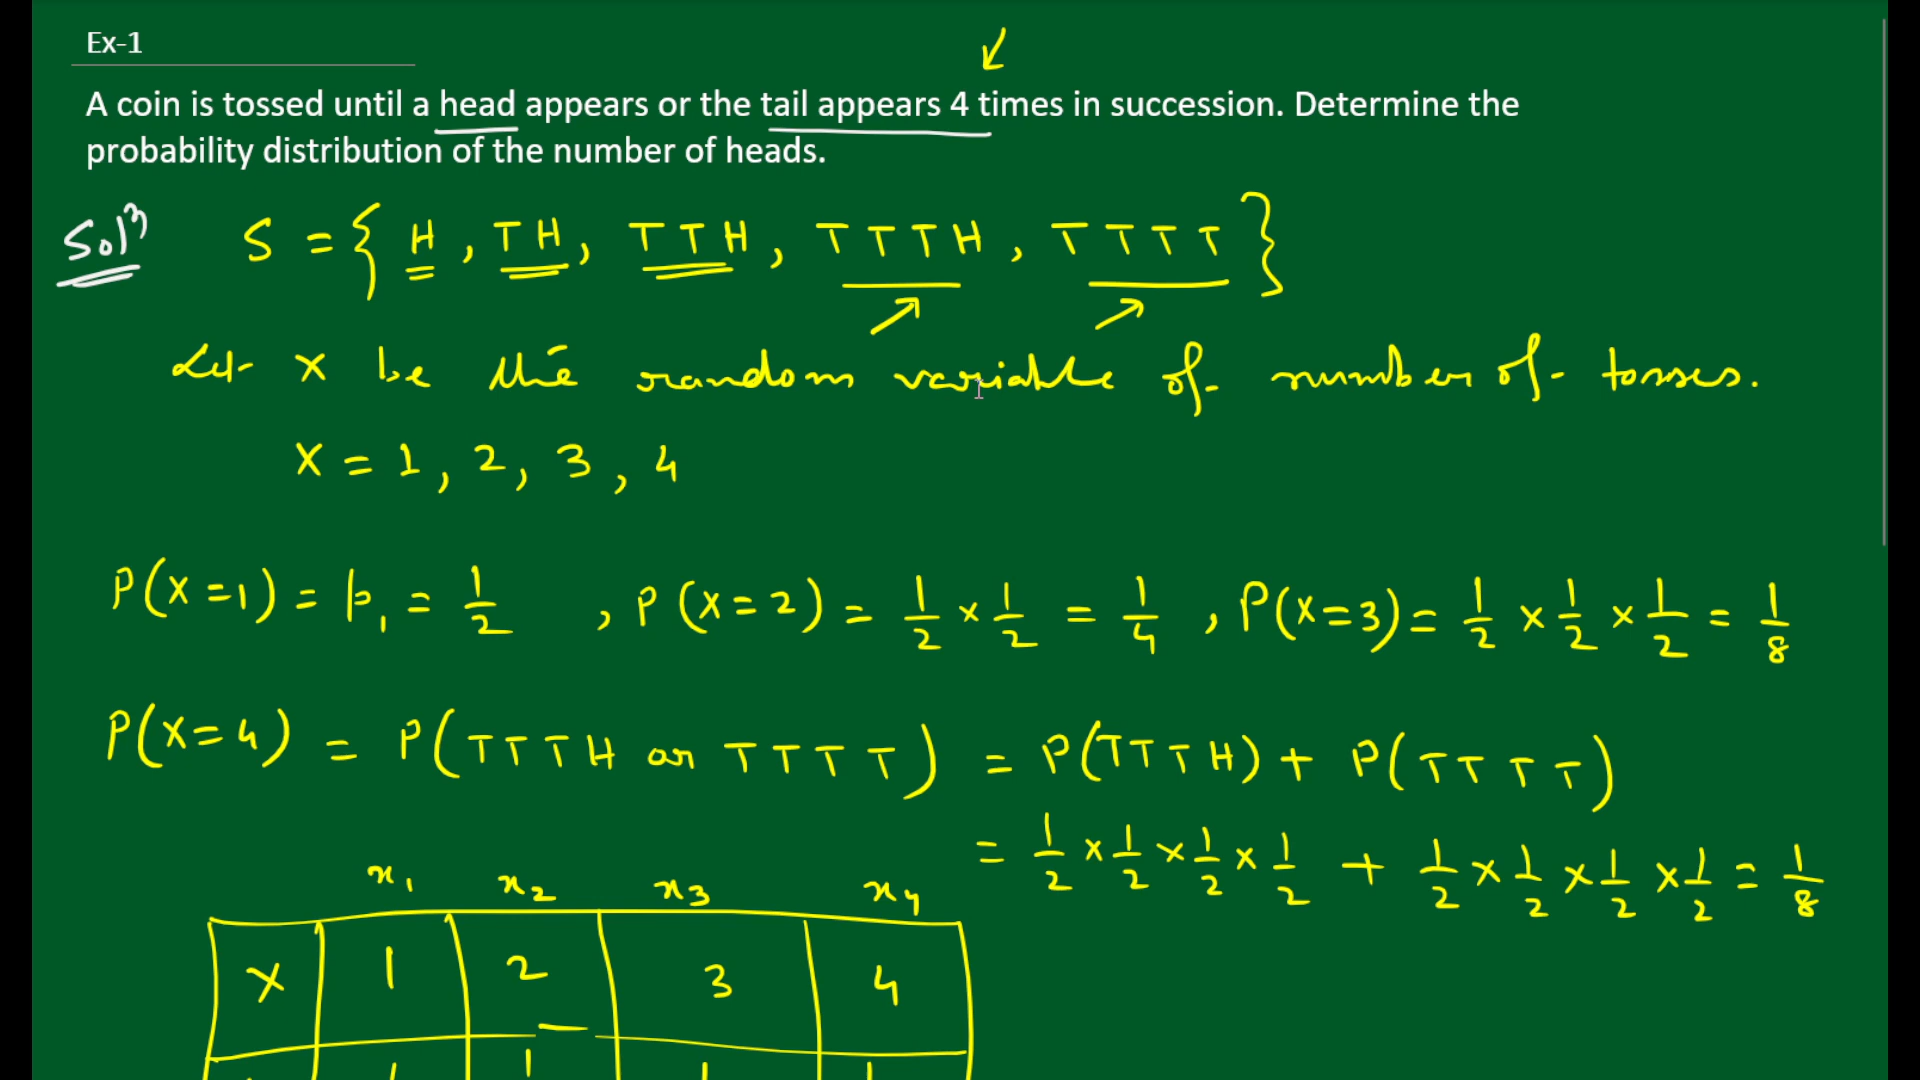 Ex-1
A coin is tossed until a head appears or the tail appears 4 times in succession. Determine the
probability distribution of the number of heads.
Solⁿ S = { H , TH , TTH , TTTH , TTTT }
Let X be the random variable of number of tosses.
X = 1 , 2 , 3 , 4
P(X=1) = p₁ = 1/2 , P(X=2) = 1/2 × 1/2 = 1/4 , P(X=3) = 1/2 × 1/2 × 1/2 = 1/8
P(X=4) = P(TTTH or TTTT) = P(TTTH) + P(TTTT)
= 1/2 × 1/2 × 1/2 × 1/2 + 1/2 × 1/2 × 1/2 × 1/2 = 1/8
x₁ x₂ x₃ x₄
X 1 2 3 4